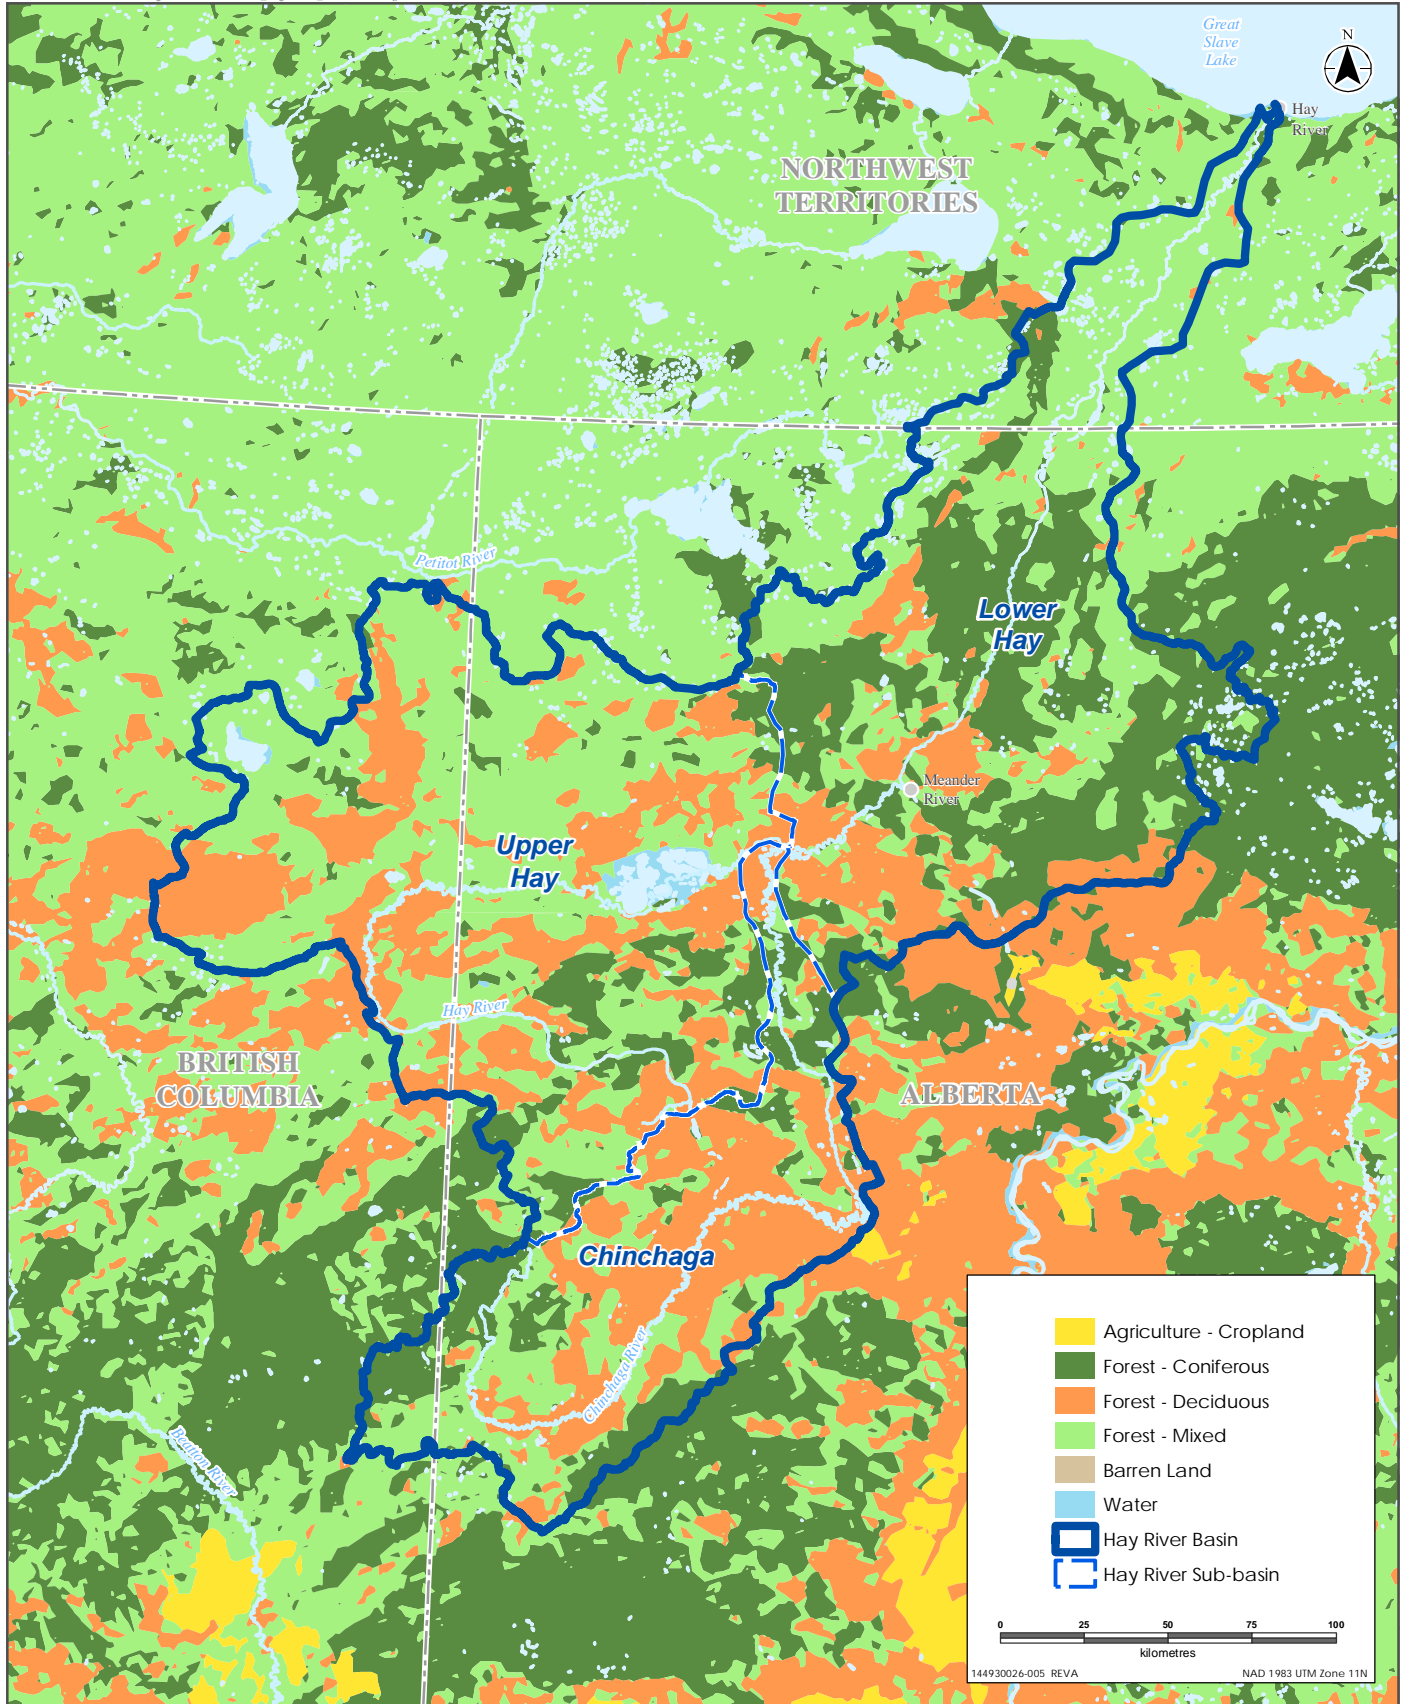 Great
Slave
Lake
N
Hay
River
NORTHWEST
TERRITORIES
Petitot River
Lower
Hay
Meander
River
Upper
Hay
Hay River
BRITISH
COLUMBIA
ALBERTA
Chinchaga
Chinchaga River
Beatton River
Agriculture - Cropland
Forest - Coniferous
Forest - Deciduous
Forest - Mixed
Barren Land
Water
Hay River Basin
Hay River Sub-basin
0 25 50 75 100
kilometres
144930026-005 REVA NAD 1983 UTM Zone 11N